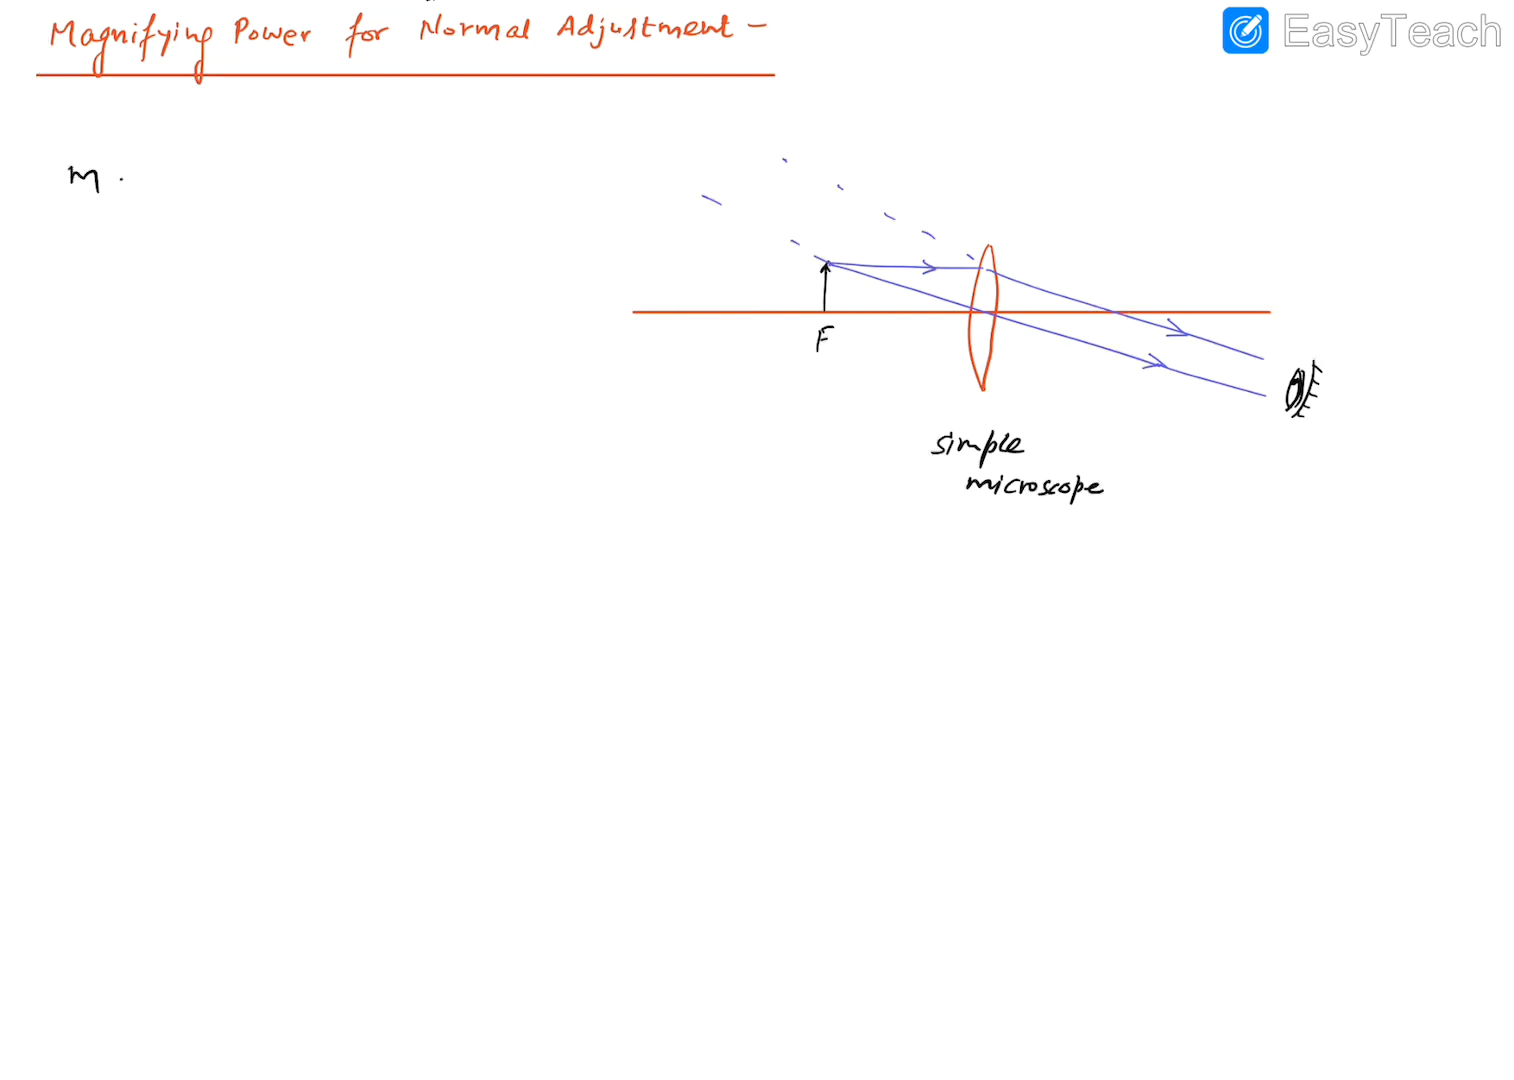 Magnifying Power for Normal Adjustment -
EasyTeach
m .
F
simple
microscope